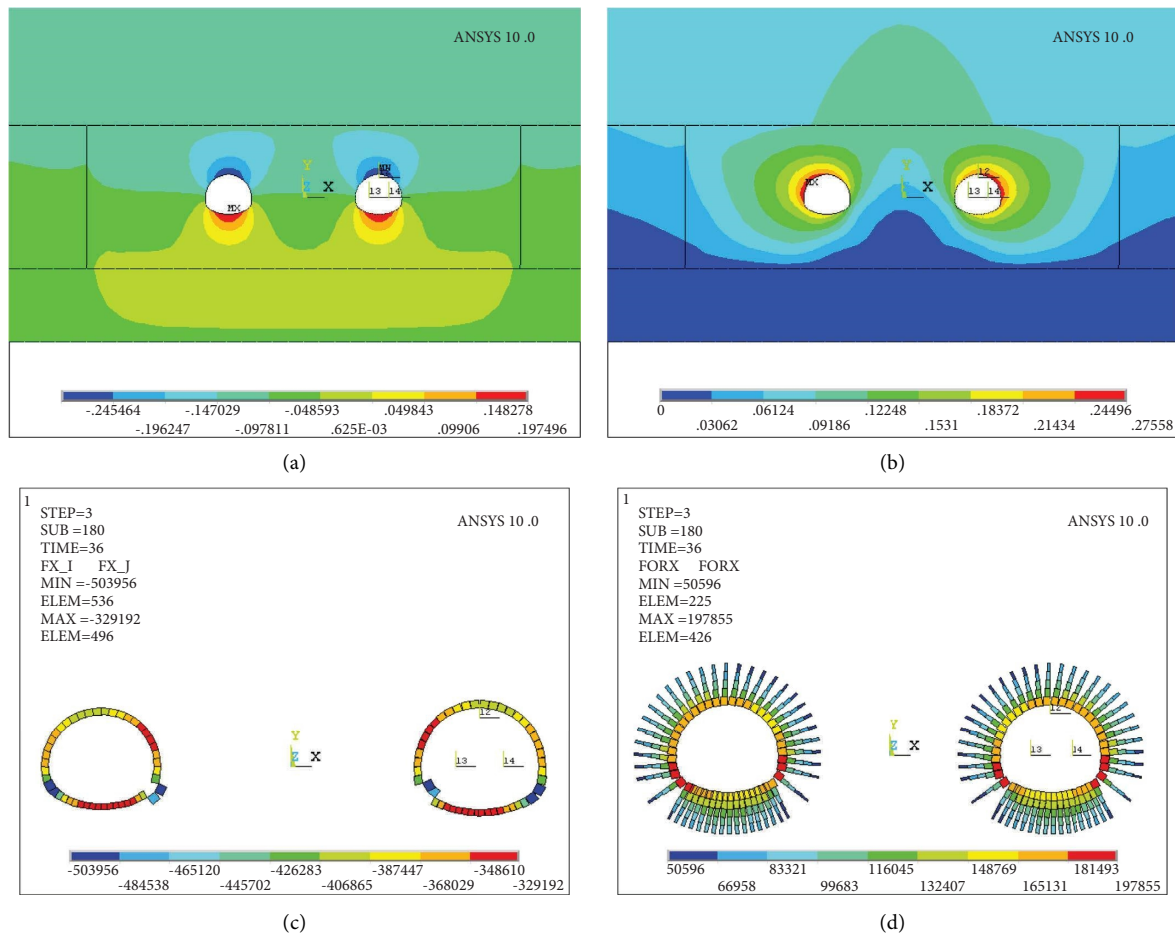 ANSYS 10 .0
Y
Z X
MX
MN
12
13 14
-.245464 -.147029 -.048593 .049843 .148278
-.196247 -.097811 .625E-03 .09906 .197496
(a)
ANSYS 10 .0
Y
Z X
MX
12
13 14
0 .06124 .12248 .18372 .24496
.03062 .09186 .1531 .21434 .27558
(b)
1
STEP=3
SUB =180
TIME=36
FX_I FX_J
MIN =-503956
ELEM=536
MAX =-329192
ELEM=496
ANSYS 10 .0
Y
Z X
12
13 14
-503956 -465120 -426283 -387447 -348610
-484538 -445702 -406865 -368029 -329192
(c)
1
STEP=3
SUB =180
TIME=36
FORX FORX
MIN =50596
ELEM=225
MAX =197855
ELEM=426
ANSYS 10 .0
Y
Z X
12
13 14
50596 83321 116045 148769 181493
66958 99683 132407 165131 197855
(d)